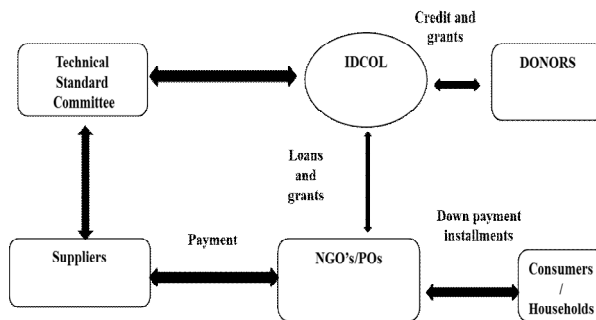 Credit and
grants
Technical
Standard
Committee
IDCOL
DONORS
Loans
and
grants
Down payment
installments
Suppliers
Payment
NGO's/POs
Consumers
/
Households